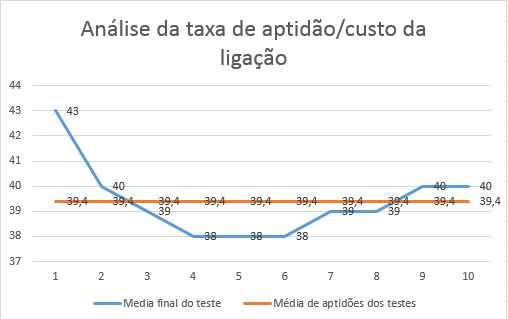 Análise da taxa de aptidão/custo da
ligação
44
43
43
42
41
40
40 40 40
39,4 39,4 39,4 39,4 39,4 39,4 39,4 39,4 39,4 39,4
39
39 39 39
38
38 38 38
37
1 2 3 4 5 6 7 8 9 10
Media final do teste Média de aptidões dos testes